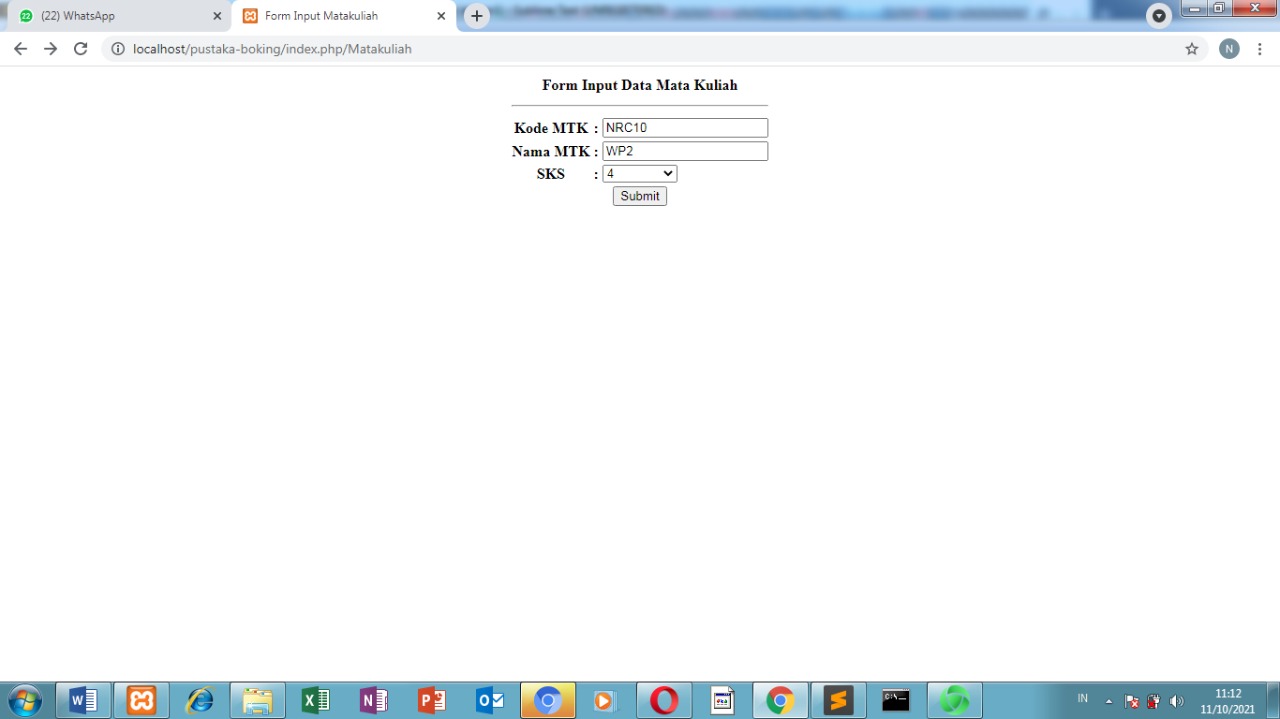 (22) WhatsApp
Form Input Matakuliah
N
localhost/pustaka-boking/index.php/Matakuliah
Form Input Data Mata Kuliah
Kode MTK : NRC10
Nama MTK : WP2
SKS : 4
Submit
IN
11:12
11/10/2021